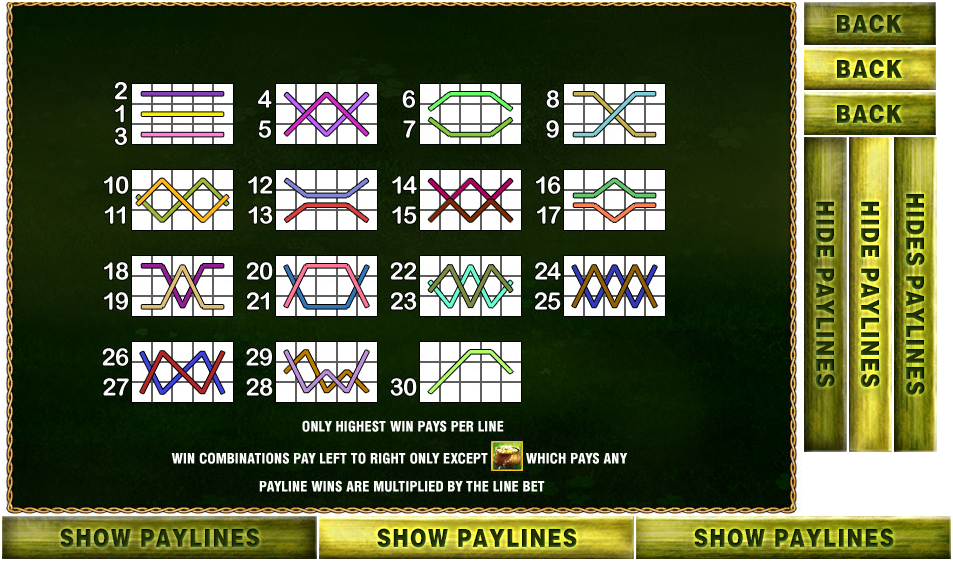 2
1
3
4
5
6
7
8
9
10
11
12
13
14
15
16
17
18
19
20
21
22
23
24
25
26
27
29
28
30
ONLY HIGHEST WIN PAYS PER LINE
WIN COMBINATIONS PAY LEFT TO RIGHT ONLY EXCEPT WHICH PAYS ANY
PAYLINE WINS ARE MULTIPLIED BY THE LINE BET
BACK
BACK
BACK
HIDE PAYLINES
HIDE PAYLINES
HIDES PAYLINES
SHOW PAYLINES
SHOW PAYLINES
SHOW PAYLINES